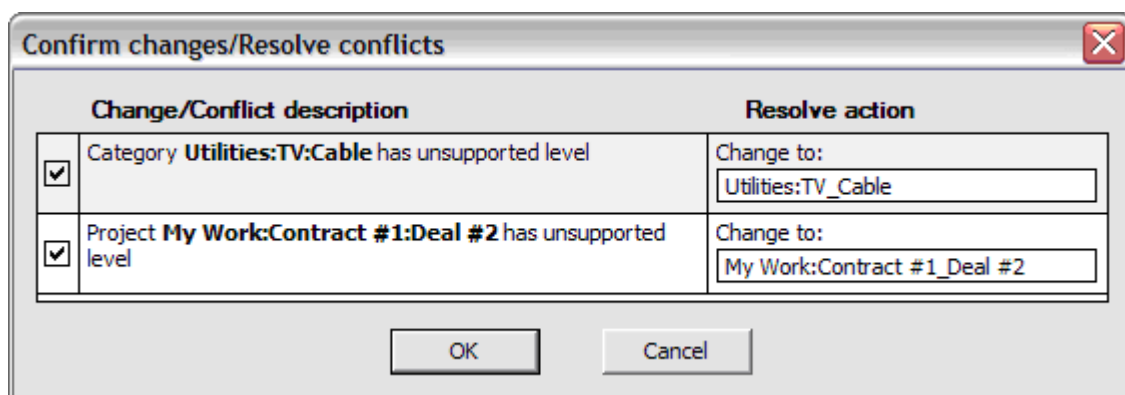 Confirm changes/Resolve conflicts
Change/Conflict description
Resolve action
Category Utilities:TV:Cable has unsupported level
Change to:
Utilities:TV_Cable
Project My Work:Contract #1:Deal #2 has unsupported
level
Change to:
My Work:Contract #1_Deal #2
OK
Cancel